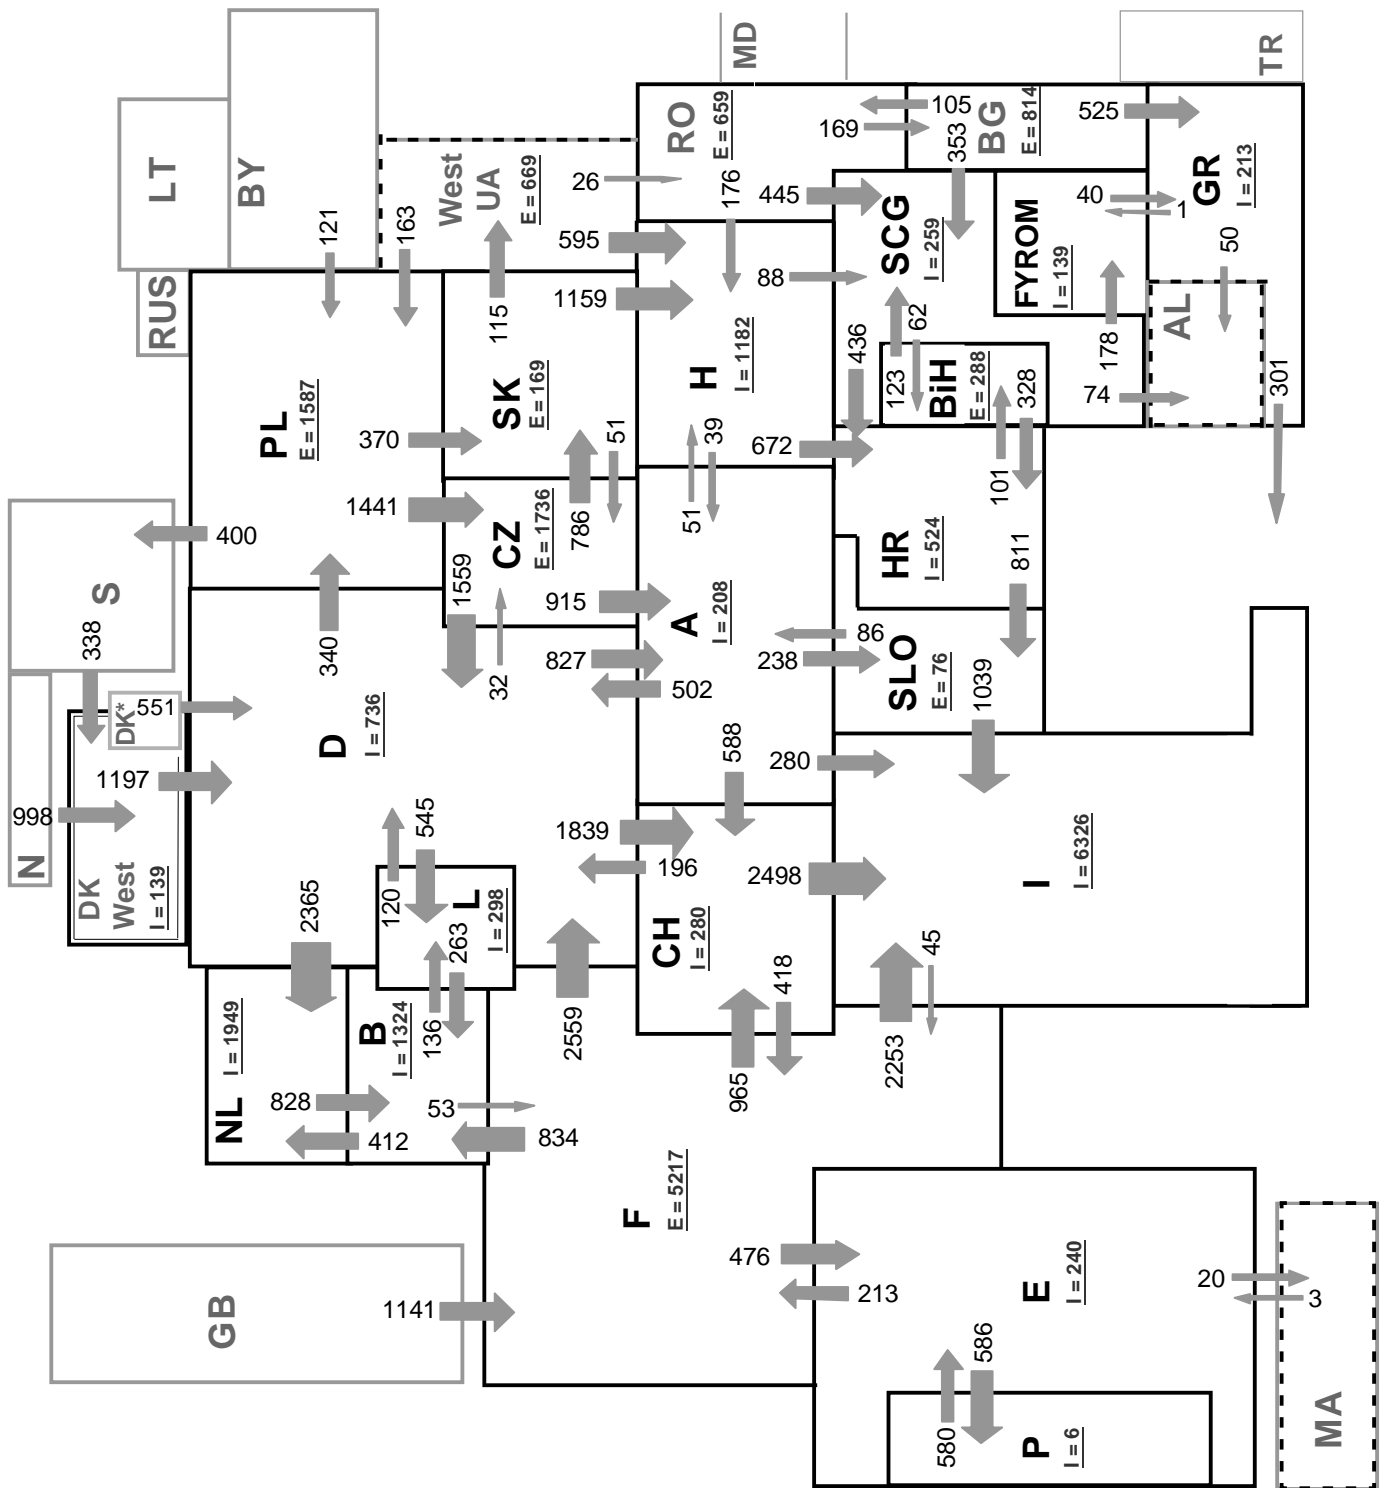 MD
TR
LT
BY
RO
E = 659
105
169
BG
E = 814
353
525
GR
I = 213
West
UA
E = 669
26
176
445
SCG
I = 259
FYROM
I = 139
40
1
50
121
163
595
88
62
AL
RUS
115
1159
H
I = 1182
436
123
BiH
E = 288
328
178
74
301
PL
E = 1587
370
SK
E = 169
51
39
672
1441
786
51
101
400
CZ
E = 1736
1559
HR
I = 524
811
S
338
340
32
915
A
I = 208
86
238
SLO
E = 76
1039
827
502
DK*
551
D
I = 736
588
280
1197
N
998
DK
West
I = 139
545
120
1839
196
2498
I
I = 6326
2365
L
I = 298
263
CH
I = 280
418
45
NL
I = 1949
B
I = 1324
136
2559
965
2253
828
53
412
834
F
E = 5217
GB
1141
476
213
E
I = 240
20
3
586
580
P
I = 6
MA